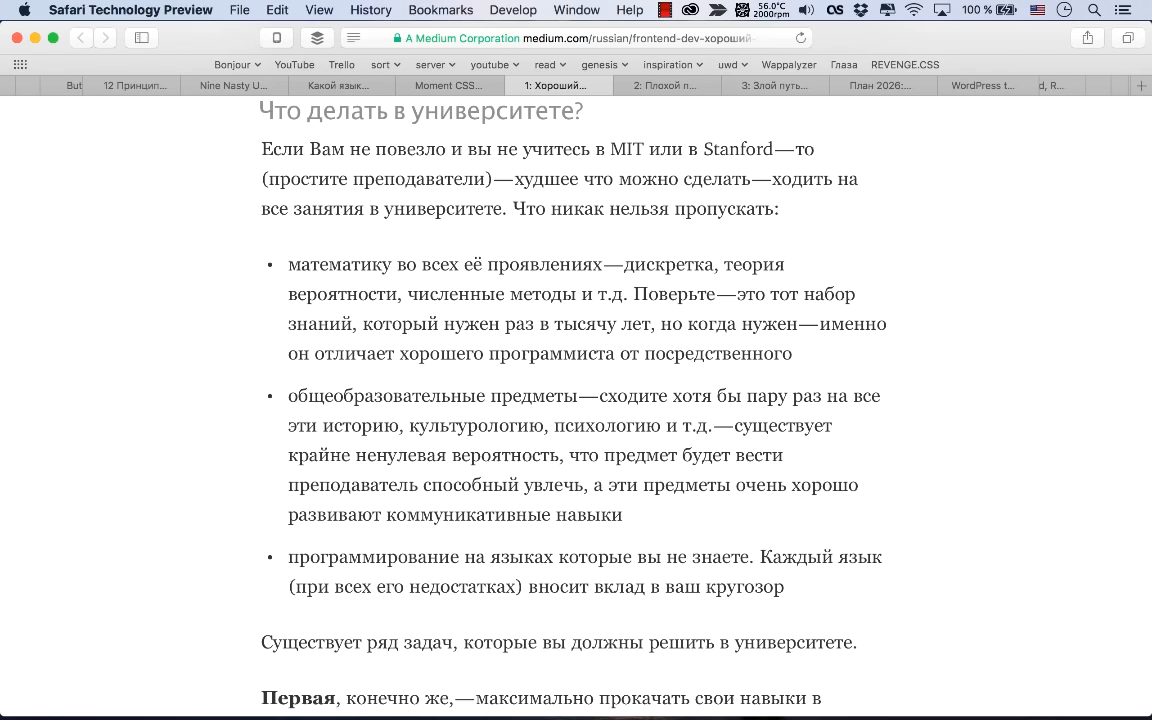 Safari Technology Preview File Edit View History Bookmarks Develop Window Help 56.0°C 2000rpm 100 %
A Medium Corporation medium.com/russian/frontend-dev-хороший-
Bonjour YouTube Trello sort server youtube read genesis inspiration uwd Wappalyzer Глаза REVENGE.CSS
But 12 Принцип... Nine Nasty U... Какой язык... Moment CSS... 1: Хороший... 2: Плохой п... 3: Злой путь... План 2026:... WordPress t... d, R...
Что делать в университете?
Если Вам не повезло и вы не учитесь в MIT или в Stanford—то
(простите преподаватели)—худшее что можно сделать—ходить на
все занятия в университете. Что никак нельзя пропускать:
• математику во всех её проявлениях—дискретка, теория
вероятности, численные методы и т.д. Поверьте—это тот набор
знаний, который нужен раз в тысячу лет, но когда нужен—именно
он отличает хорошего программиста от посредственного
• общеобразовательные предметы—сходите хотя бы пару раз на все
эти историю, культурологию, психологию и т.д.—существует
крайне ненулевая вероятность, что предмет будет вести
преподаватель способный увлечь, а эти предметы очень хорошо
развивают коммуникативные навыки
• программирование на языках которые вы не знаете. Каждый язык
(при всех его недостатках) вносит вклад в ваш кругозор
Существует ряд задач, которые вы должны решить в университете.
Первая, конечно же,—максимально прокачать свои навыки в